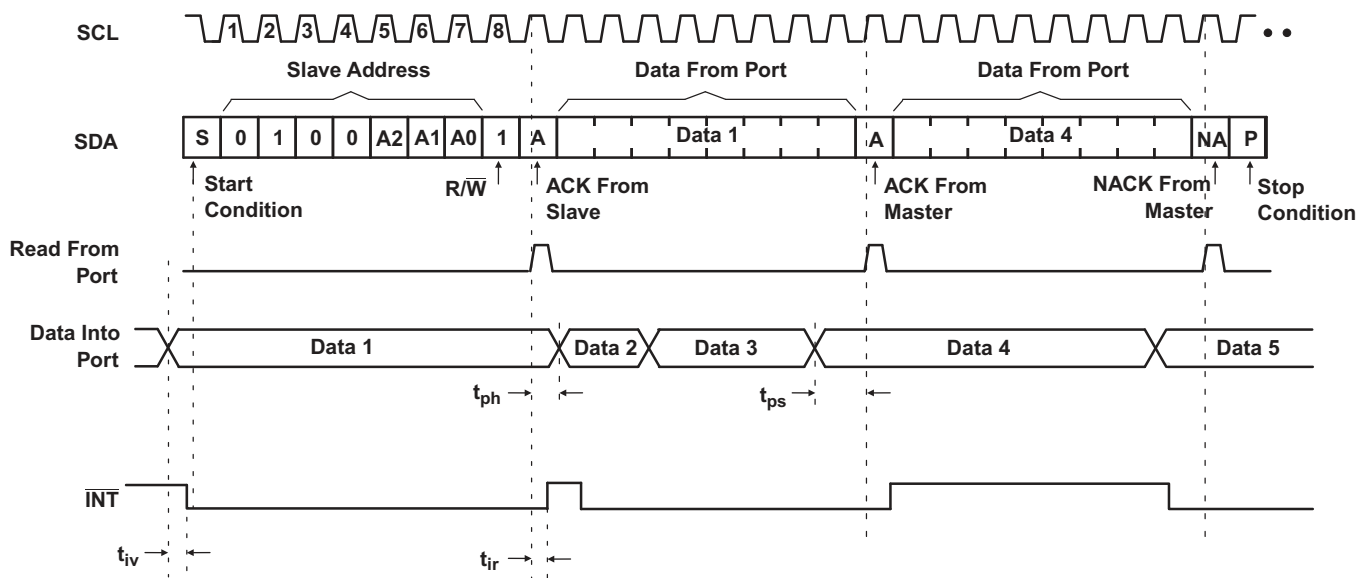 SCL
1 2 3 4 5 6 7 8
Slave Address
Data From Port
Data From Port
SDA
S 0 1 0 0 A2 A1 A0 1 A Data 1 A Data 4 NA P
Start
Condition
R/W
ACK From
Slave
ACK From
Master
NACK From
Master
Stop
Condition
Read From
Port
Data Into
Port
Data 1 Data 2 Data 3 Data 4 Data 5
tph
tps
INT
tiv
tir